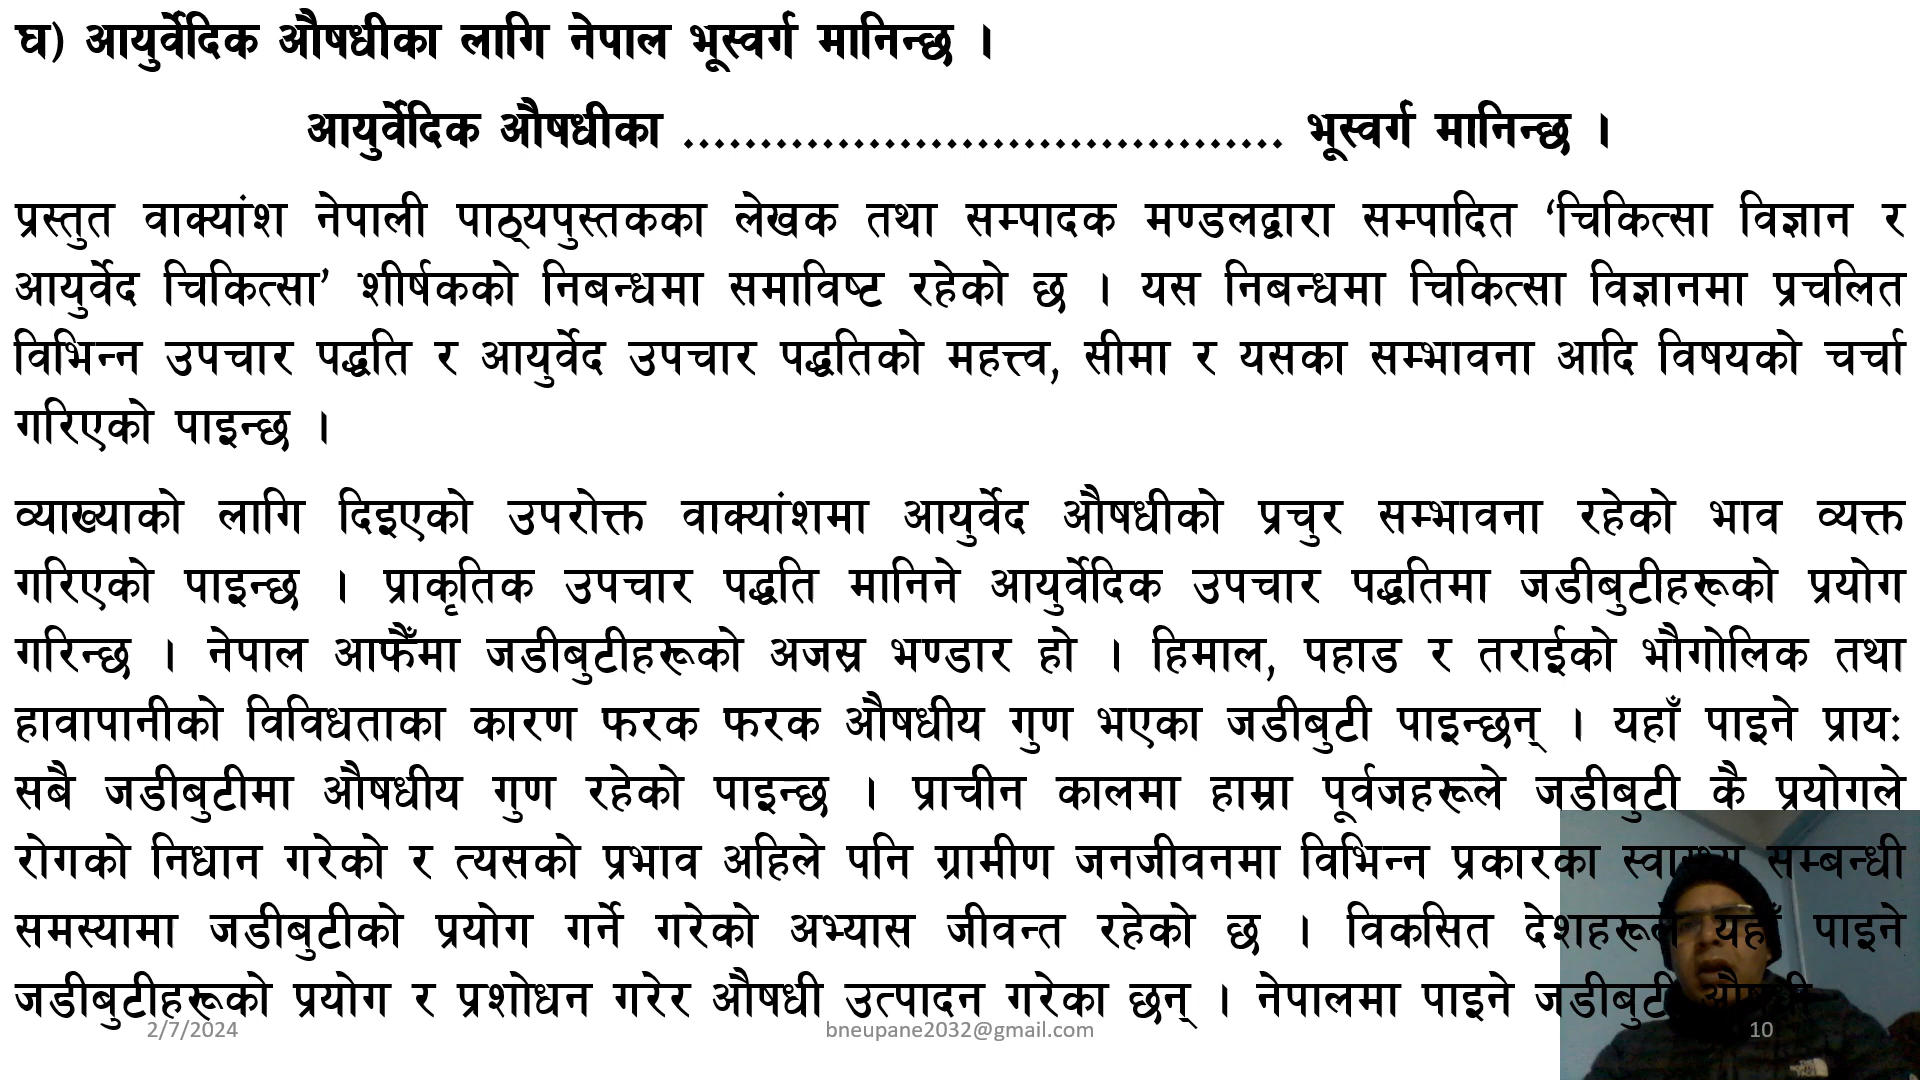 घ) आयुर्वेदिक औषधीका लागि नेपाल भूस्वर्ग मानिन्छ ।
आयुर्वेदिक औषधीका ....................................... भूस्वर्ग मानिन्छ ।
प्रस्तुत वाक्यांश नेपाली पाठ्यपुस्तकका लेखक तथा सम्पादक मण्डलद्वारा सम्पादित ‘चिकित्सा विज्ञान र
आयुर्वेद चिकित्सा’ शीर्षकको निबन्धमा समाविष्ट रहेको छ । यस निबन्धमा चिकित्सा विज्ञानमा प्रचलित
विभिन्न उपचार पद्धति र आयुर्वेद उपचार पद्धतिको महत्त्व, सीमा र यसका सम्भावना आदि विषयको चर्चा
गरिएको पाइन्छ ।
व्याख्याको लागि दिइएको उपरोक्त वाक्यांशमा आयुर्वेद औषधीको प्रचुर सम्भावना रहेको भाव व्यक्त
गरिएको पाइन्छ । प्राकृतिक उपचार पद्धति मानिने आयुर्वेदिक उपचार पद्धतिमा जडीबुटीहरूको प्रयोग
गरिन्छ । नेपाल आफैँमा जडीबुटीहरूको अजस्र भण्डार हो । हिमाल, पहाड र तराईको भौगोलिक तथा
हावापानीको विविधताका कारण फरक फरक औषधीय गुण भएका जडीबुटी पाइन्छन् । यहाँ पाइने प्रायः
सबै जडीबुटीमा औषधीय गुण रहेको पाइन्छ । प्राचीन कालमा हाम्रा पूर्वजहरूले जडीबुटी कै प्रयोगले
रोगको निधान गरेको र त्यसको प्रभाव अहिले पनि ग्रामीण जनजीवनमा विभिन्न प्रकारका स्वास्थ्य सम्बन्धी
समस्यामा जडीबुटीको प्रयोग गर्ने गरेको अभ्यास जीवन्त रहेको छ । विकसित देशहरूले यहाँ पाइने
जडीबुटीहरूको प्रयोग र प्रशोधन गरेर औषधी उत्पादन गरेका छन् । नेपालमा पाइने जडीबुटी औषधी
2/7/2024 bneupane2032@gmail.com 10